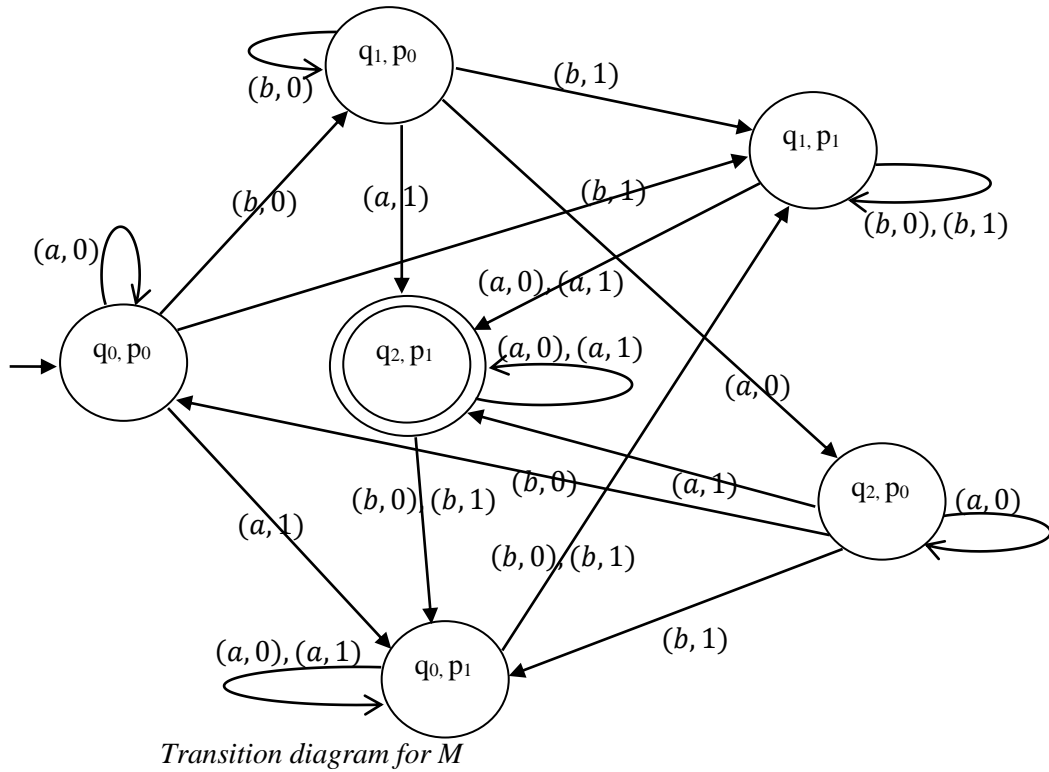 q₁, p₀
(b, 0)
(b, 1)
q₁, p₁
(b, 0)
(a, 1)
(b, 1)
(b, 0), (b, 1)
(a, 0)
(a, 0), (a, 1)
q₀, p₀
q₂, p₁
(a, 0), (a, 1)
(a, 0)
(b, 0), (b, 1)
(b, 0)
(a, 1)
q₂, p₀
(a, 0)
(a, 1)
(b, 0), (b, 1)
(b, 1)
(a, 0), (a, 1)
q₀, p₁
Transition diagram for M